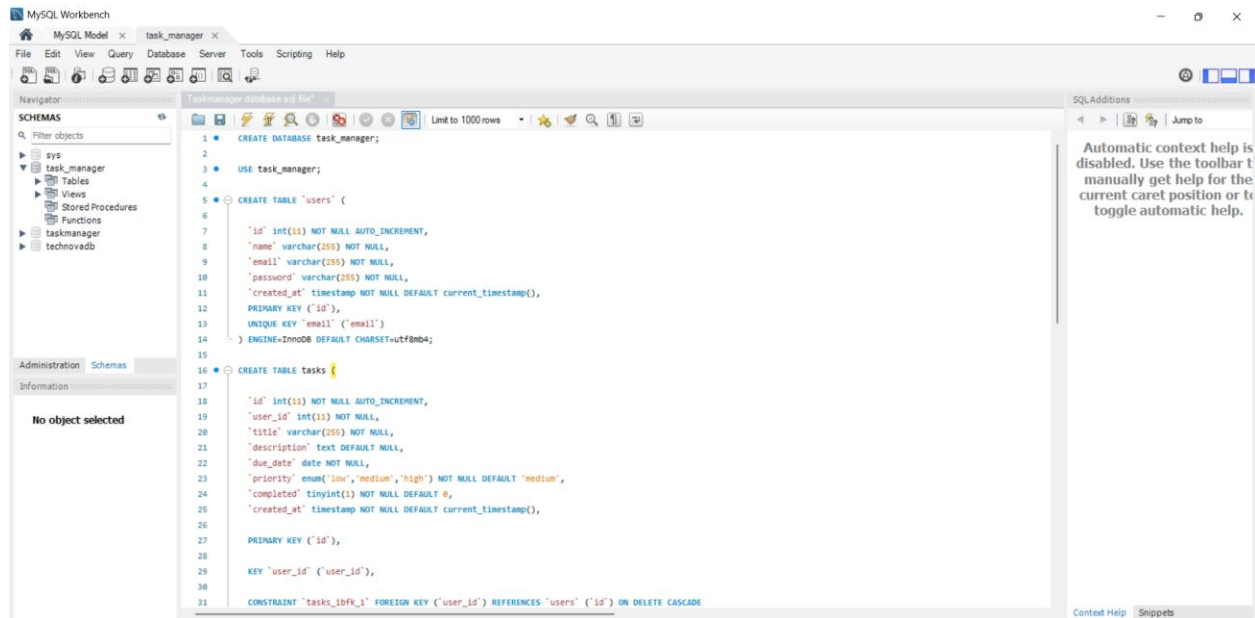 MySQL Workbench
MySQL Model
task_manager
File Edit View Query Database Server Tools Scripting Help
Navigator
SCHEMAS
Filter objects
sys
task_manager
Tables
Views
Stored Procedures
Functions
taskmanager
technovadb
Administration Schemas
Information
No object selected
Taskmanager database sql file*
Limit to 1000 rows
1 CREATE DATABASE task_manager;
2
3 USE task_manager;
4
5 CREATE TABLE `users` (
6
7 `id` int(11) NOT NULL AUTO_INCREMENT,
8 `name` varchar(255) NOT NULL,
9 `email` varchar(255) NOT NULL,
10 `password` varchar(255) NOT NULL,
11 `created_at` timestamp NOT NULL DEFAULT current_timestamp(),
12 PRIMARY KEY (`id`),
13 UNIQUE KEY `email` (`email`)
14 ) ENGINE=InnoDB DEFAULT CHARSET=utf8mb4;
15
16 CREATE TABLE tasks (
17
18 `id` int(11) NOT NULL AUTO_INCREMENT,
19 `user_id` int(11) NOT NULL,
20 `title` varchar(255) NOT NULL,
21 `description` text DEFAULT NULL,
22 `due_date` date NOT NULL,
23 `priority` enum('low','medium','high') NOT NULL DEFAULT 'medium',
24 `completed` tinyint(1) NOT NULL DEFAULT 0,
25 `created_at` timestamp NOT NULL DEFAULT current_timestamp(),
26
27 PRIMARY KEY (`id`),
28
29 KEY `user_id` (`user_id`),
30
31 CONSTRAINT `tasks_ibfk_1` FOREIGN KEY (`user_id`) REFERENCES `users` (`id`) ON DELETE CASCADE
SQLAdditions
Jump to
Automatic context help is
disabled. Use the toolbar t
manually get help for the
current caret position or to
toggle automatic help.
Context Help Snippets